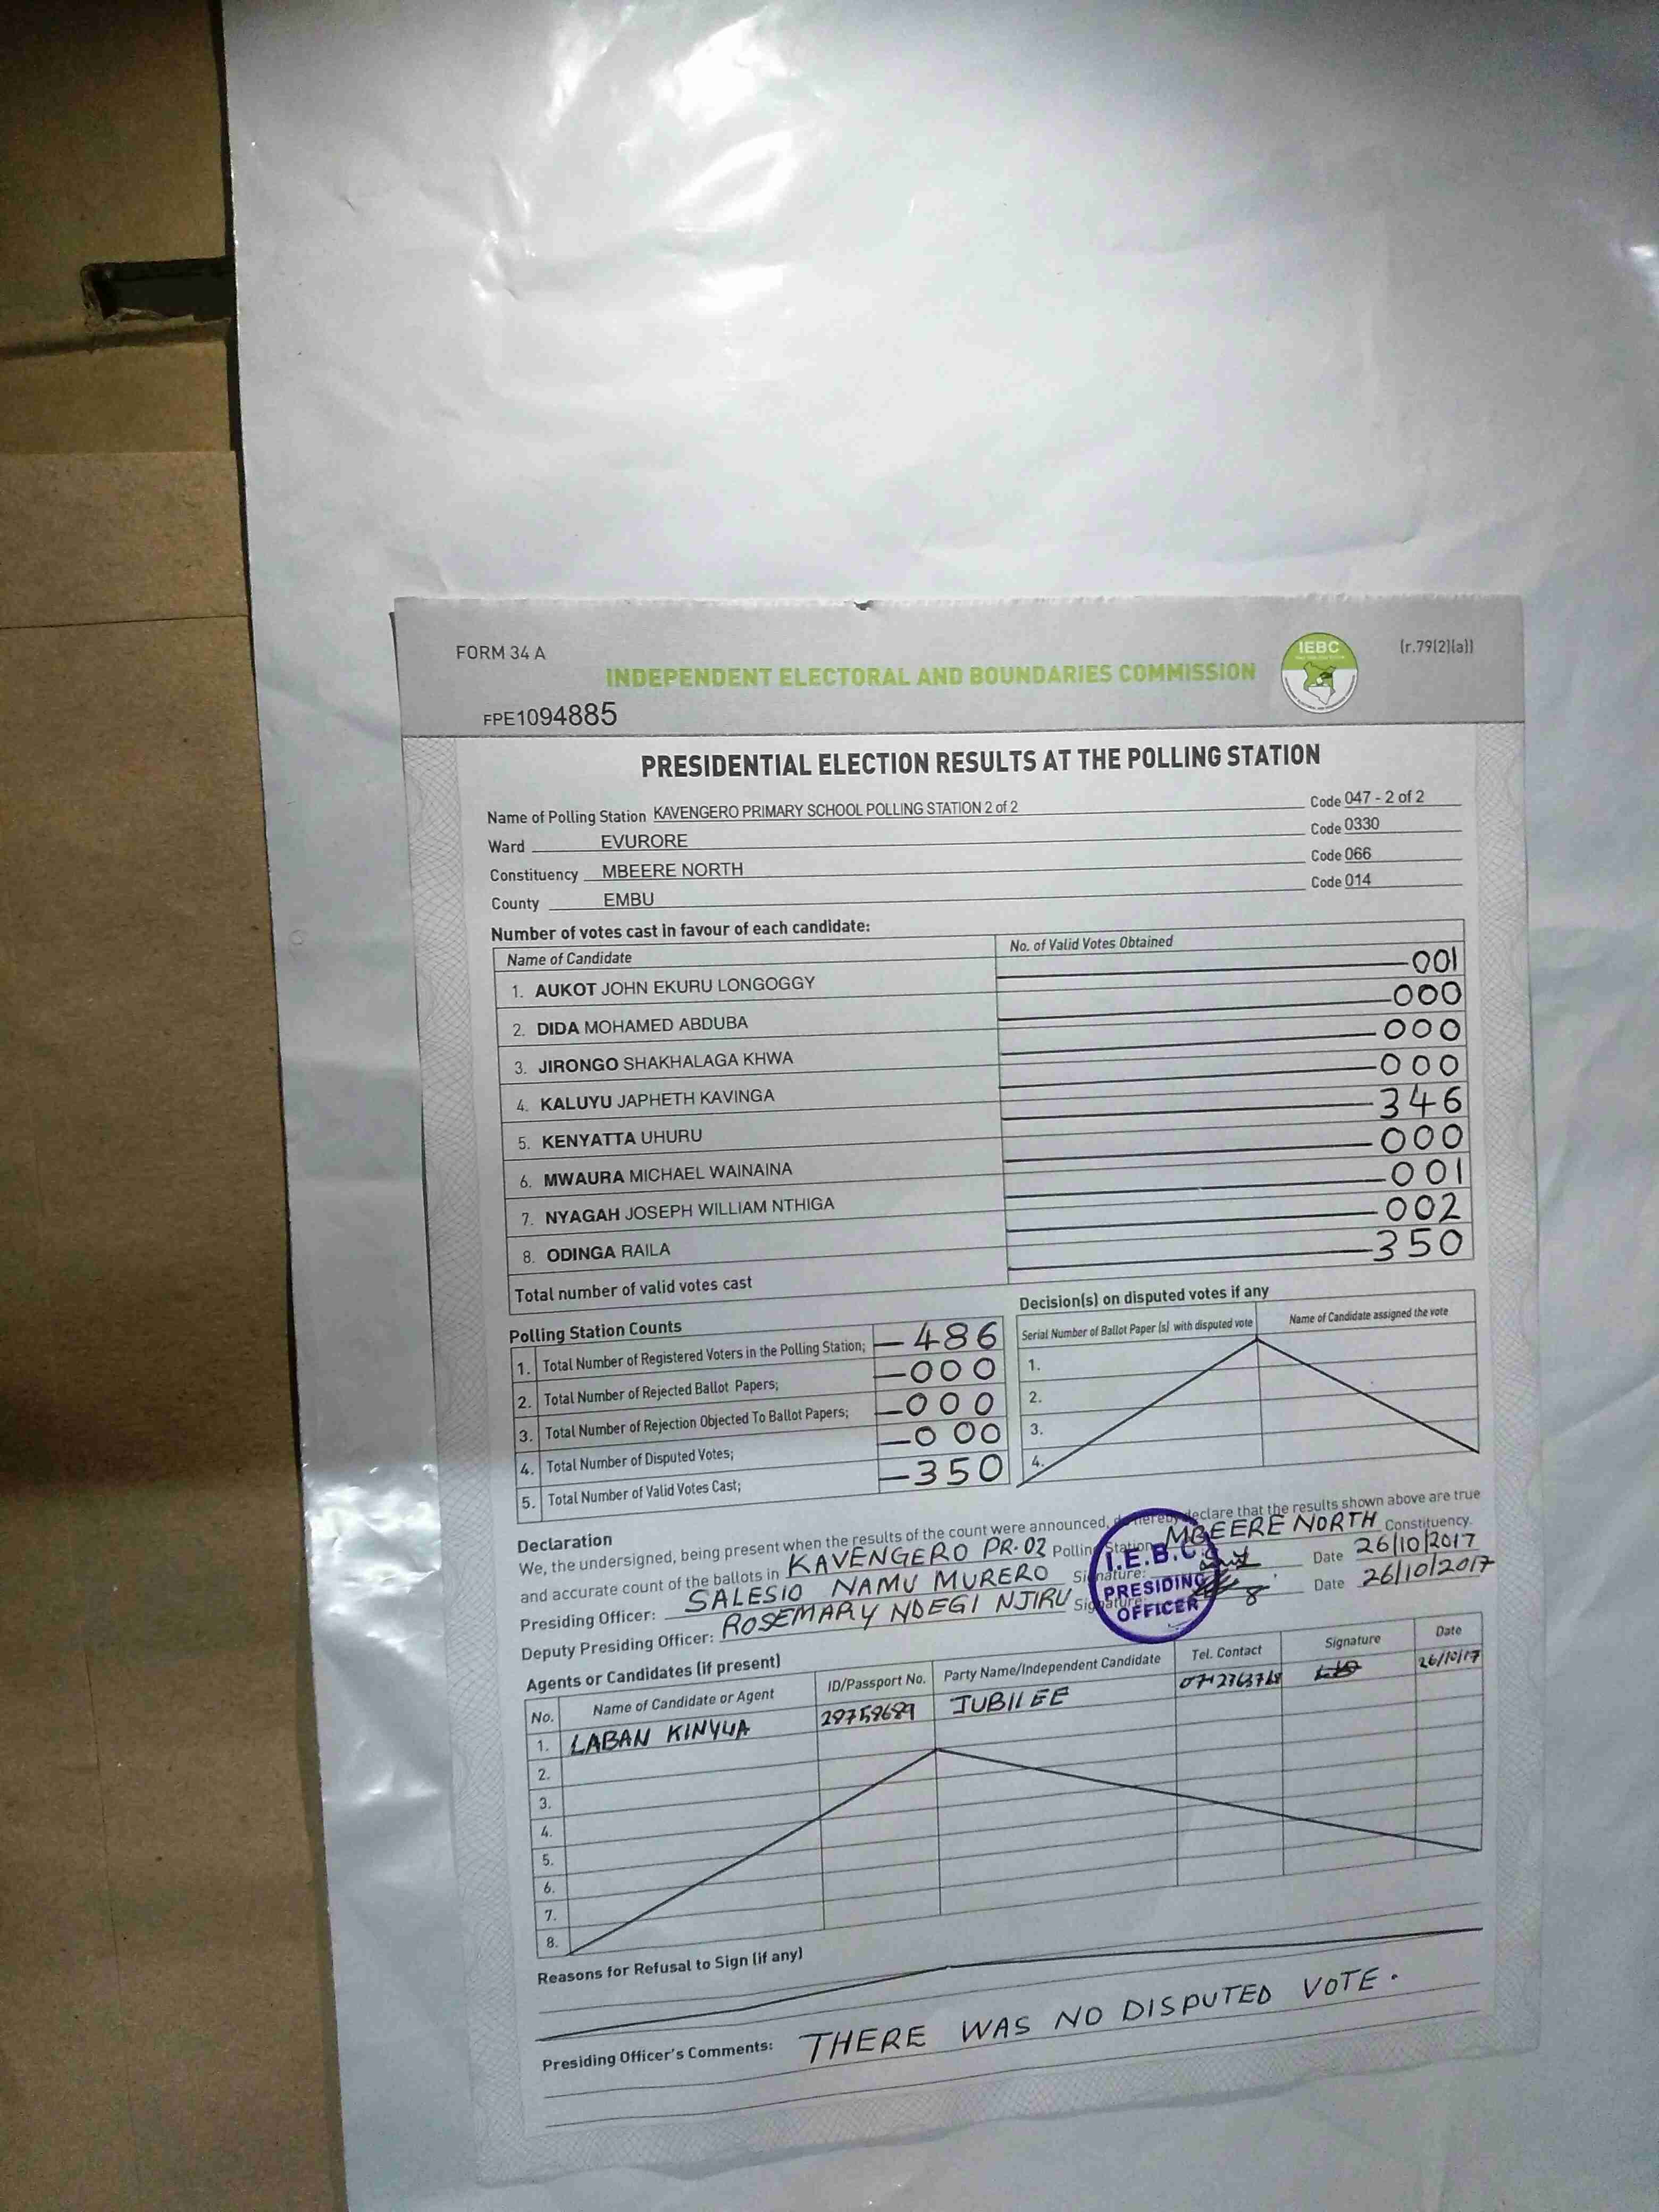 FORM 34 A
(r.79(2)(a))
IEBC
INDEPENDENT ELECTORAL AND BOUNDARIES COMMISSION
FPE1094885
PRESIDENTIAL ELECTION RESULTS AT THE POLLING STATION
Name of Polling Station KAVENGERO PRIMARY SCHOOL POLLING STATION 2 of 2 Code 047 - 2 of 2
Ward EVURORE Code 0330
Constituency MBEERE NORTH Code 066
County EMBU Code 014
Number of votes cast in favour of each candidate:
Name of Candidate No. of Valid Votes Obtained
1. AUKOT JOHN EKURU LONGOGGY 001
2. DIDA MOHAMED ABDUBA 000
3. JIRONGO SHAKHALAGA KHWA 000
4. KALUYU JAPHETH KAVINGA 000
5. KENYATTA UHURU 346
6. MWAURA MICHAEL WAINAINA 000
7. NYAGAH JOSEPH WILLIAM NTHIGA 001
8. ODINGA RAILA 002
Total number of valid votes cast 350
Polling Station Counts
1. Total Number of Registered Voters in the Polling Station; - 486
2. Total Number of Rejected Ballot Papers; - 000
3. Total Number of Rejection Objected To Ballot Papers; - 000
4. Total Number of Disputed Votes; - 000
5. Total Number of Valid Votes Cast; - 350
Decision(s) on disputed votes if any
Serial Number of Ballot Paper (s) with disputed vote Name of Candidate assigned the vote
1.
2.
3.
4.
Declaration
We, the undersigned, being present when the results of the count were announced, do hereby declare that the results shown above are true
and accurate count of the ballots in KAVENGERO PR. 02 Polling Station MBEERE NORTH Constituency.
Presiding Officer: SALESIO NAMU MURERO Signature: Date 26/10/2017
Deputy Presiding Officer: ROSEMARY NDEGI NJIRU Signature: Date 26/10/2017
I.E.B.C.
PRESIDING
OFFICER
Agents or Candidates (if present)
No. Name of Candidate or Agent ID/Passport No. Party Name/Independent Candidate Tel. Contact Signature Date
1. LABAN KINYUA JUBILEE 26/10/17
2.
3.
4.
5.
6.
7.
8.
Reasons for Refusal to Sign (if any)
Presiding Officer's Comments: THERE WAS NO DISPUTED VOTE.